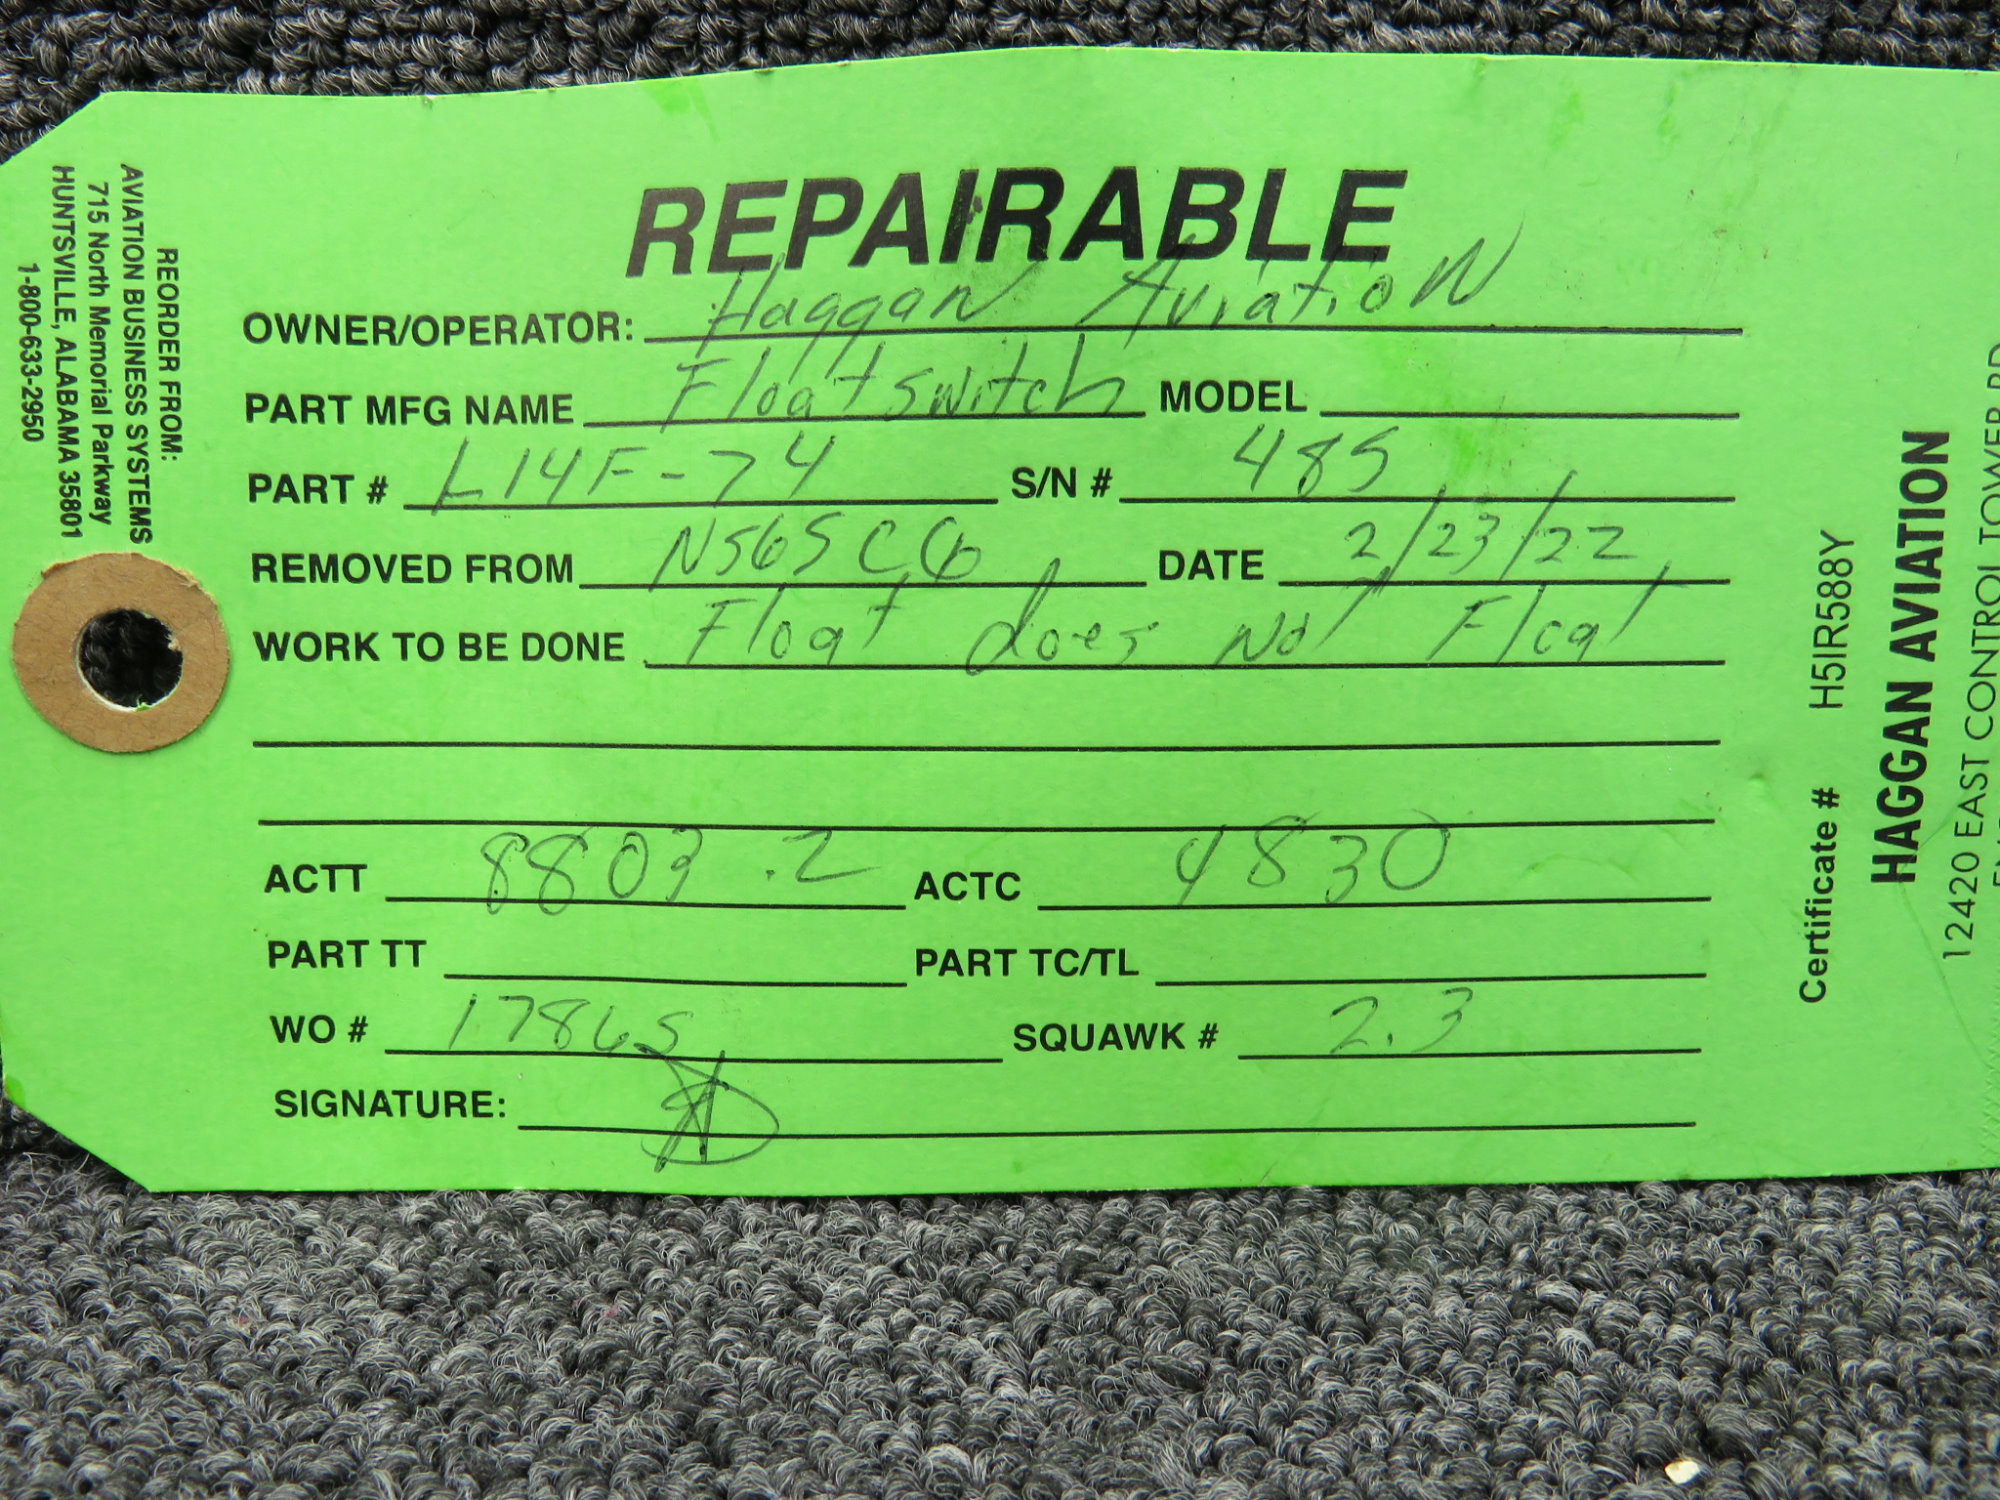 REPAIRABLE
OWNER/OPERATOR: Haggan Aviation
PART MFG NAME Float switch MODEL
PART # L14F-74 S/N # 485
REMOVED FROM N565CC DATE 2/23/22
WORK TO BE DONE Float does Not Float
ACTT 8803.2 ACTC 4830
PART TT PART TC/TL
WO # 17865 SQUAWK # 2.3
SIGNATURE:
REORDER FROM:
AVIATION BUSINESS SYSTEMS
715 North Memorial Parkway
HUNTSVILLE, ALABAMA 35801
1-800-633-2950
Certificate # H5IR588Y
HAGGAN AVIATION
12420 EAST CONTROL TOWER RD